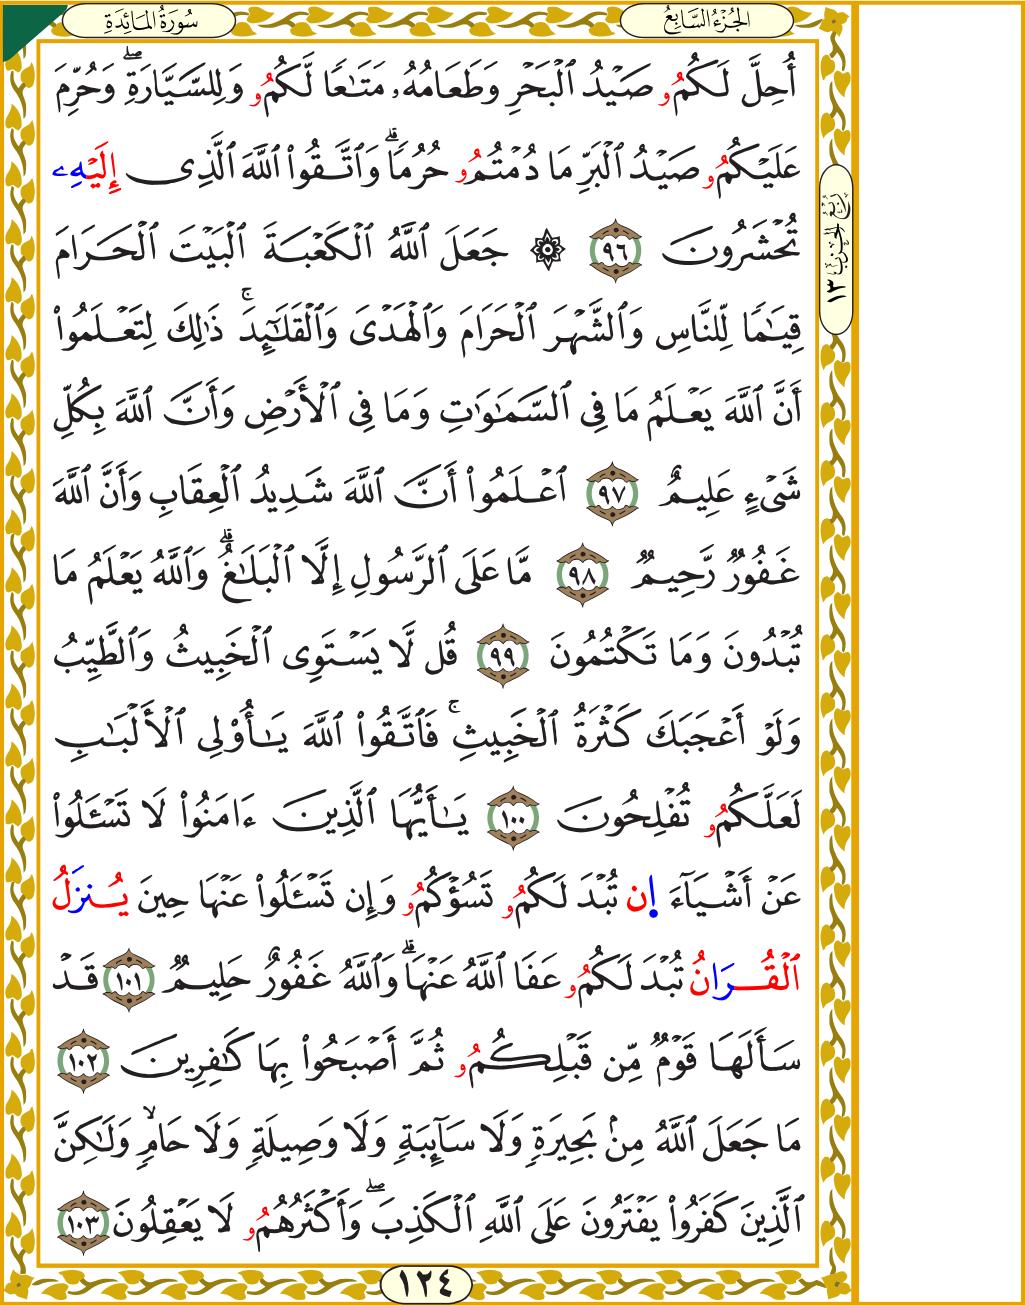 سُورَةُ المَائِدَةِ
الجُزْءُ السَّابِعُ
أُحِلَّ لَكُمُۥ صَيْدُ ٱلْبَحْرِ وَطَعَامُهُۥ مَتَٰعًا لَّكُمُۥ وَلِلسَّيَّارَةِۖ وَحُرِّمَ
عَلَيْكُمُۥ صَيْدُ ٱلْبَرِّ مَا دُمْتُمُۥ حُرُمًاۗ وَٱتَّقُوا۟ ٱللَّهَ ٱلَّذِى إِلَيْهِۦ
تُحْشَرُونَ ٩٦ ۞ جَعَلَ ٱللَّهُ ٱلْكَعْبَةَ ٱلْبَيْتَ ٱلْحَرَامَ
قِيَٰمًا لِّلنَّاسِ وَٱلشَّهْرَ ٱلْحَرَامَ وَٱلْهَدْىَ وَٱلْقَلَٰٓئِدَۚ ذَٰلِكَ لِتَعْلَمُوا۟
أَنَّ ٱللَّهَ يَعْلَمُ مَا فِى ٱلسَّمَٰوَٰتِ وَمَا فِى ٱلْأَرْضِ وَأَنَّ ٱللَّهَ بِكُلِّ
شَىْءٍ عَلِيمٌ ٩٧ ٱعْلَمُوا۟ أَنَّ ٱللَّهَ شَدِيدُ ٱلْعِقَابِ وَأَنَّ ٱللَّهَ
غَفُورٌ رَّحِيمٌ ٩٨ مَّا عَلَى ٱلرَّسُولِ إِلَّا ٱلْبَلَٰغُۗ وَٱللَّهُ يَعْلَمُ مَا
تُبْدُونَ وَمَا تَكْتُمُونَ ٩٩ قُل لَّا يَسْتَوِى ٱلْخَبِيثُ وَٱلطَّيِّبُ
وَلَوْ أَعْجَبَكَ كَثْرَةُ ٱلْخَبِيثِۚ فَٱتَّقُوا۟ ٱللَّهَ يَٰٓأُو۟لِى ٱلْأَلْبَٰبِ
لَعَلَّكُمُۥ تُفْلِحُونَ ١٠٠ يَٰٓأَيُّهَا ٱلَّذِينَ ءَامَنُوا۟ لَا تَسْـَٔلُوا۟
عَنْ أَشْيَآءَ إِن تُبْدَ لَكُمُۥ تَسُؤْكُمُۥ وَإِن تَسْـَٔلُوا۟ عَنْهَا حِينَ يُنزَلُ
ٱلْقُرَانُ تُبْدَ لَكُمُۥ عَفَا ٱللَّهُ عَنْهَاۗ وَٱللَّهُ غَفُورٌ حَلِيمٌ ١٠١ قَدْ
سَأَلَهَا قَوْمٌ مِّن قَبْلِكُمُۥ ثُمَّ أَصْبَحُوا۟ بِهَا كَٰفِرِينَ ١٠٢
مَا جَعَلَ ٱللَّهُ مِنۢ بَحِيرَةٍ وَلَا سَآئِبَةٍ وَلَا وَصِيلَةٍ وَلَا حَامٍۙ وَلَٰكِنَّ
ٱلَّذِينَ كَفَرُوا۟ يَفْتَرُونَ عَلَى ٱللَّهِ ٱلْكَذِبَۖ وَأَكْثَرُهُمُۥ لَا يَعْقِلُونَ ١٠٣
رُبْعُ الحِزْبِ ١٣
١٢٤